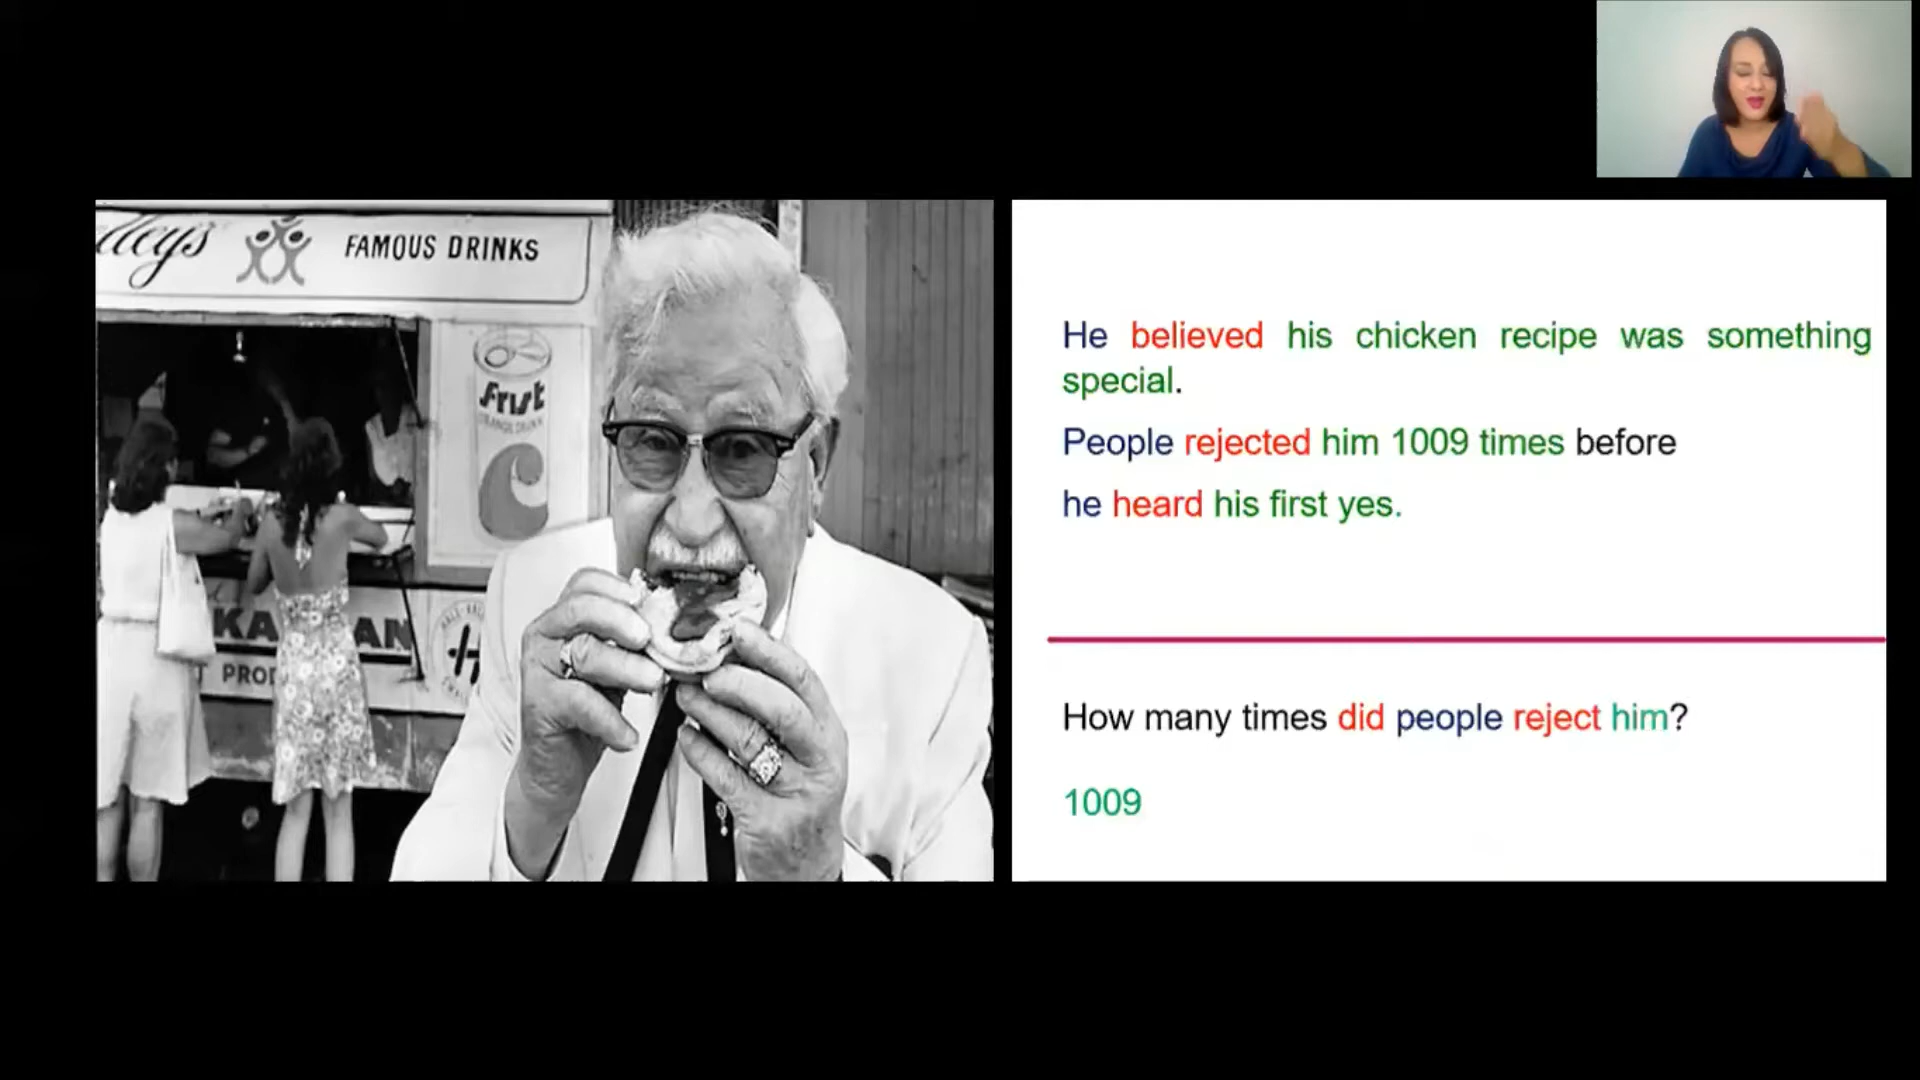 FAMOUS DRINKS
Frist
He believed his chicken recipe was something
special.
People rejected him 1009 times before
he heard his first yes.
How many times did people reject him?
1009